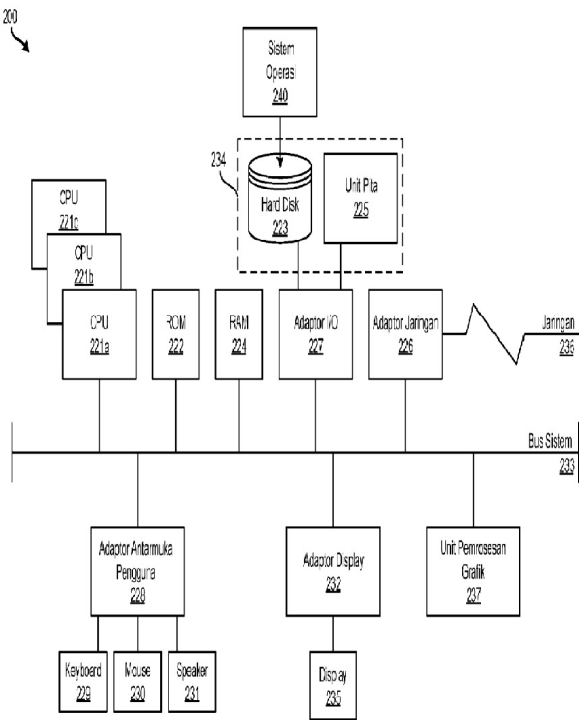 200
Sistem
Operasi
240
234
Hard Disk
223
Unit Pita
225
CPU
221c
CPU
221b
CPU
221a
ROM
222
RAM
224
Adaptor I/O
227
Adaptor Jaringan
226
Jaringan
236
Bus Sistem
233
Adaptor Antarmuka
Pengguna
228
Adaptor Display
232
Unit Pemrosesan
Grafik
237
Keyboard
229
Mouse
230
Speaker
231
Display
235